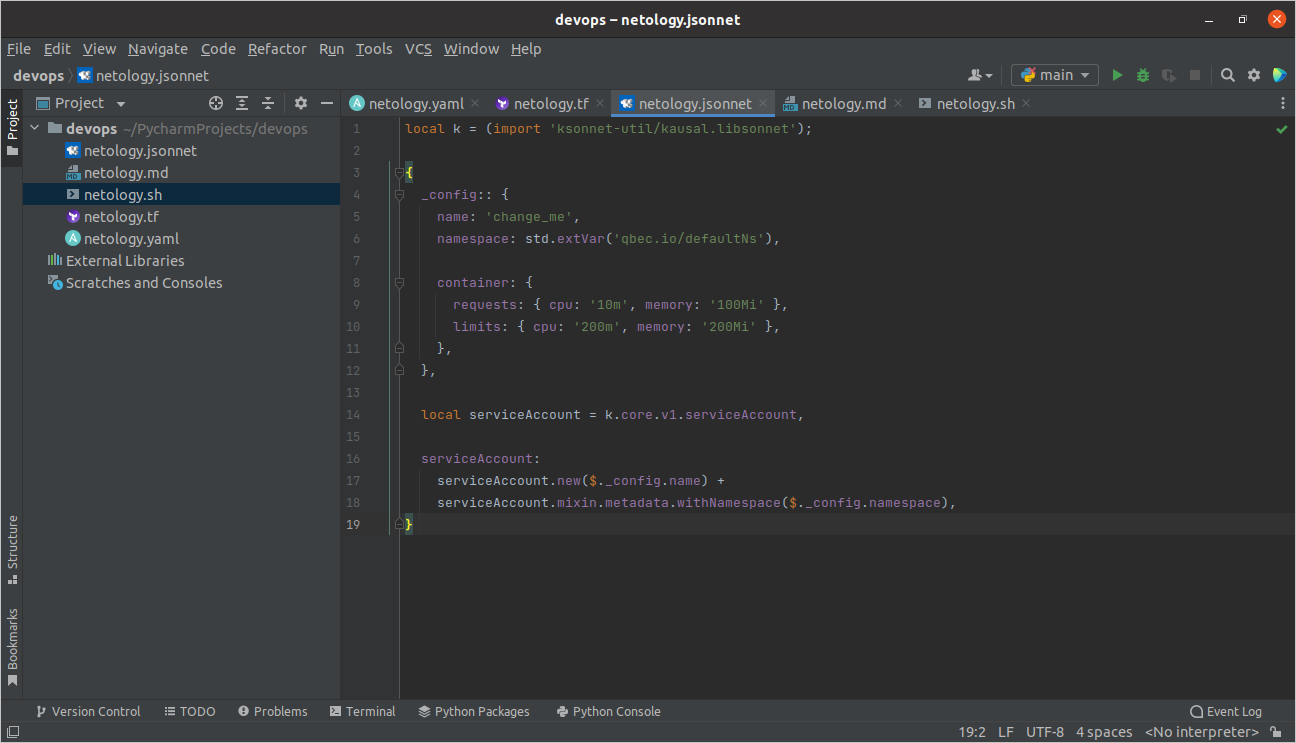 devops – netology.jsonnet
File Edit View Navigate Code Refactor Run Tools VCS Window Help
devops netology.jsonnet
main
Project
Project
netology.yaml
netology.tf
netology.jsonnet
netology.md
netology.sh
devops ~/PycharmProjects/devops
netology.jsonnet
netology.md
netology.sh
netology.tf
netology.yaml
External Libraries
Scratches and Consoles
1 local k = (import 'ksonnet-util/kausal.libsonnet');
2
3 {
4   _config:: {
5     name: 'change_me',
6     namespace: std.extVar('qbec.io/defaultNs'),
7
8     container: {
9       requests: { cpu: '10m', memory: '100Mi' },
10       limits: { cpu: '200m', memory: '200Mi' },
11     },
12   },
13
14   local serviceAccount = k.core.v1.serviceAccount,
15
16   serviceAccount:
17     serviceAccount.new($._config.name) +
18     serviceAccount.mixin.metadata.withNamespace($._config.namespace),
19 }
Structure
Bookmarks
Version Control TODO Problems Terminal Python Packages Python Console Event Log
19:2 LF UTF-8 4 spaces <No interpreter>